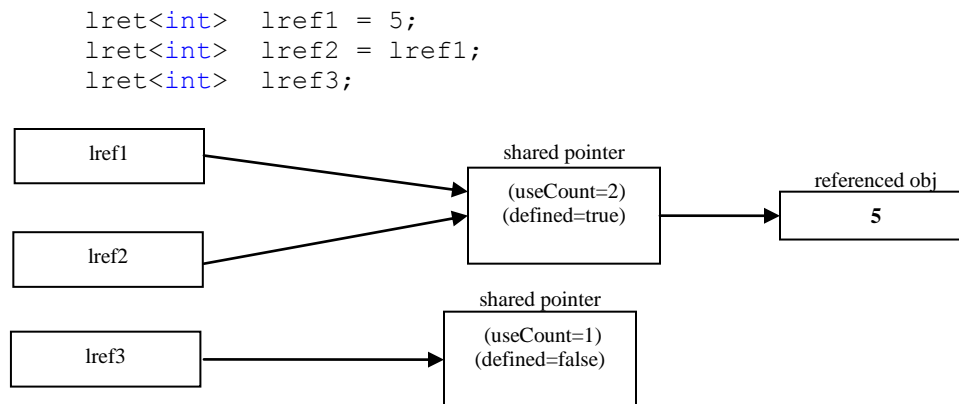 lret<int> lref1 = 5;
lret<int> lref2 = lref1;
lret<int> lref3;
lref1
shared pointer
(useCount=2)
(defined=true)
referenced obj
5
lref2
shared pointer
(useCount=1)
(defined=false)
lref3